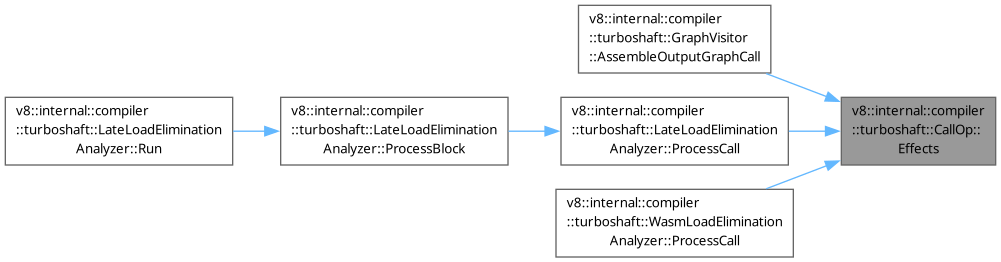 v8::internal::compiler
::turboshaft::GraphVisitor
::AssembleOutputGraphCall
v8::internal::compiler
::turboshaft::LateLoadElimination
Analyzer::Run
v8::internal::compiler
::turboshaft::LateLoadElimination
Analyzer::ProcessBlock
v8::internal::compiler
::turboshaft::LateLoadElimination
Analyzer::ProcessCall
v8::internal::compiler
::turboshaft::CallOp::
Effects
v8::internal::compiler
::turboshaft::WasmLoadElimination
Analyzer::ProcessCall